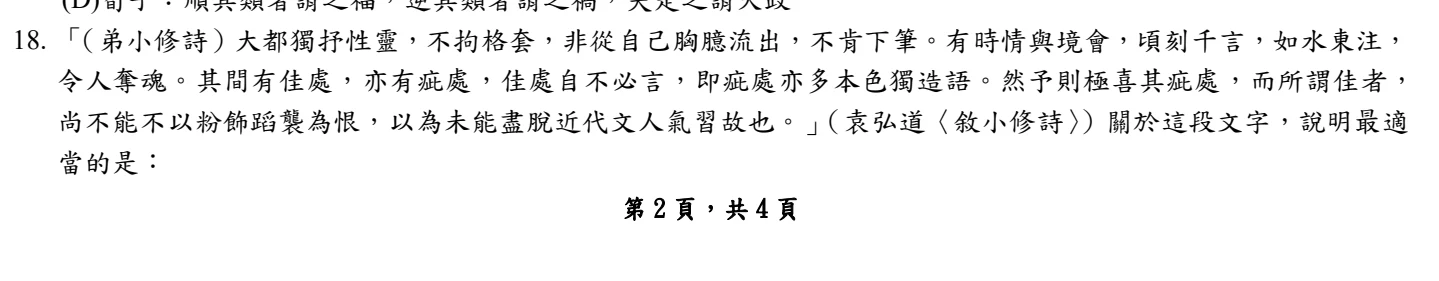 (D)荀子：順其類者謂之福，逆其類者謂之禍，夫是之謂天政
18.「（弟小修詩）大都獨抒性靈，不拘格套，非從自己胸臆流出，不肯下筆。有時情與境會，頃刻千言，如水東注，
令人奪魂。其間有佳處，亦有疵處，佳處自不必言，即疵處亦多本色獨造語。然予則極喜其疵處，而所謂佳者，
尚不能不以粉飾蹈襲為恨，以為未能盡脫近代文人氣習故也。」（袁弘道〈敘小修詩〉）關於這段文字，說明最適
當的是：
第 2 頁，共 4 頁